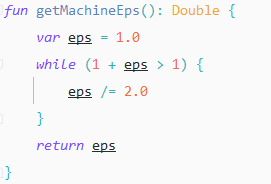 fun getMachineEps(): Double {
    var eps = 1.0
    while (1 + eps > 1) {
        eps /= 2.0
    }
    return eps
}